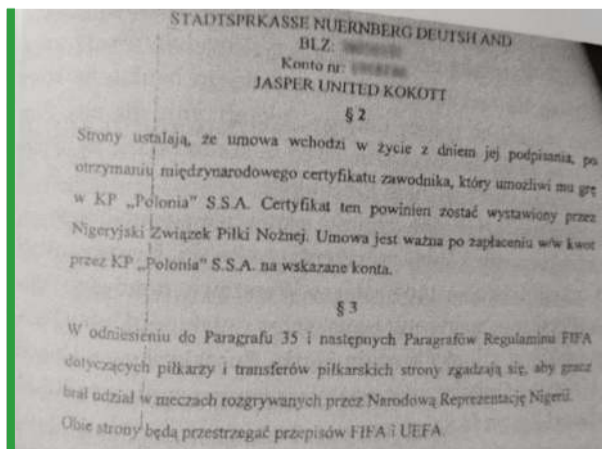 STADTSPRKASSE NUERNBERG DEUTSH AND
BLZ:
Konto nr:
JASPER UNITED KOKOTT
§ 2
Strony ustalają, że umowa wchodzi w życie z dniem jej podpisania, po
otrzymaniu międzynarodowego certyfikatu zawodnika, który umożliwi mu grę
w KP „Polonia” S.S.A. Certyfikat ten powinien zostać wystawiony przez
Nigeryjski Związek Piłki Nożnej. Umowa jest ważna po zapłaceniu w/w kwot
przez KP „Polonia” S.S.A. na wskazane konta.
§ 3
W odniesieniu do Paragrafu 35 i następnych Paragrafów Regulaminu FIFA
dotyczących piłkarzy i transferów piłkarskich strony zgadzają się, aby gracz
brał udział w meczach rozgrywanych przez Narodową Reprezentację Nigerii.
Obie strony będą przestrzegać przepisów FIFA i UEFA.